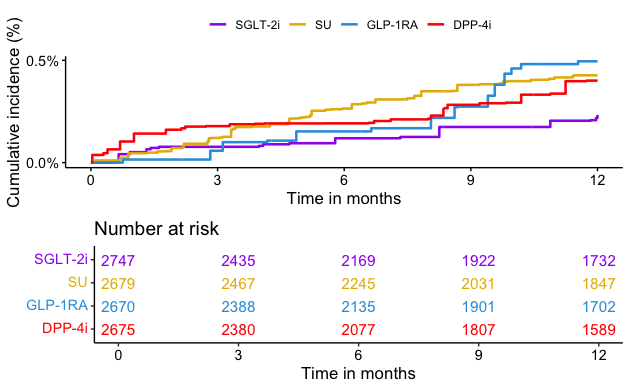 SGLT-2i SU GLP-1RA DPP-4i
Cumulative incidence (%)
0.5%
0.0%
0 3 6 9 12
Time in months
Number at risk
SGLT-2i 2747 2435 2169 1922 1732
SU 2679 2467 2245 2031 1847
GLP-1RA 2670 2388 2135 1901 1702
DPP-4i 2675 2380 2077 1807 1589
0 3 6 9 12
Time in months